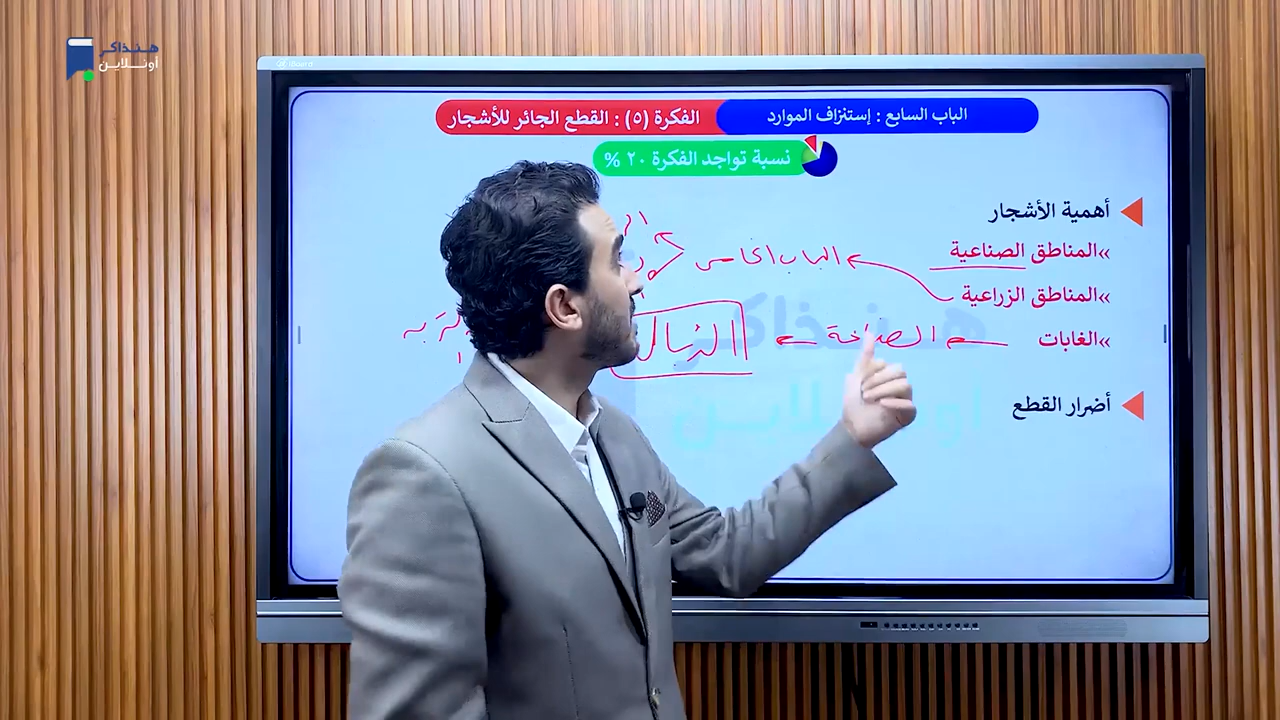 هنذاكر
أونلاين
الباب السابع : إستنزاف الموارد
الفكرة (٥) : القطع الجائر للأشجار
نسبة تواجد الفكرة ٢٠ %
أهمية الأشجار
»المناطق الصناعية
»المناطق الزراعية
الباب الخامس
»الغابات
الدبال
أضرار القطع